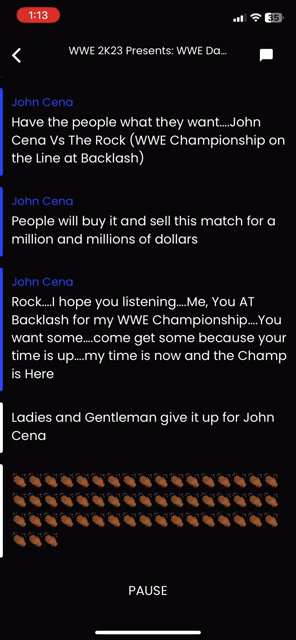 1:13
35
WWE 2K23 Presents: WWE Da...
John Cena
Have the people what they want....John
Cena Vs The Rock (WWE Championship on
the Line at Backlash)
John Cena
People will buy it and sell this match for a
million and millions of dollars
John Cena
Rock....I hope you listening....Me, You AT
Backlash for my WWE Championship....You
want some....come get some because your
time is up....my time is now and the Champ
is Here
Ladies and Gentleman give it up for John
Cena
PAUSE